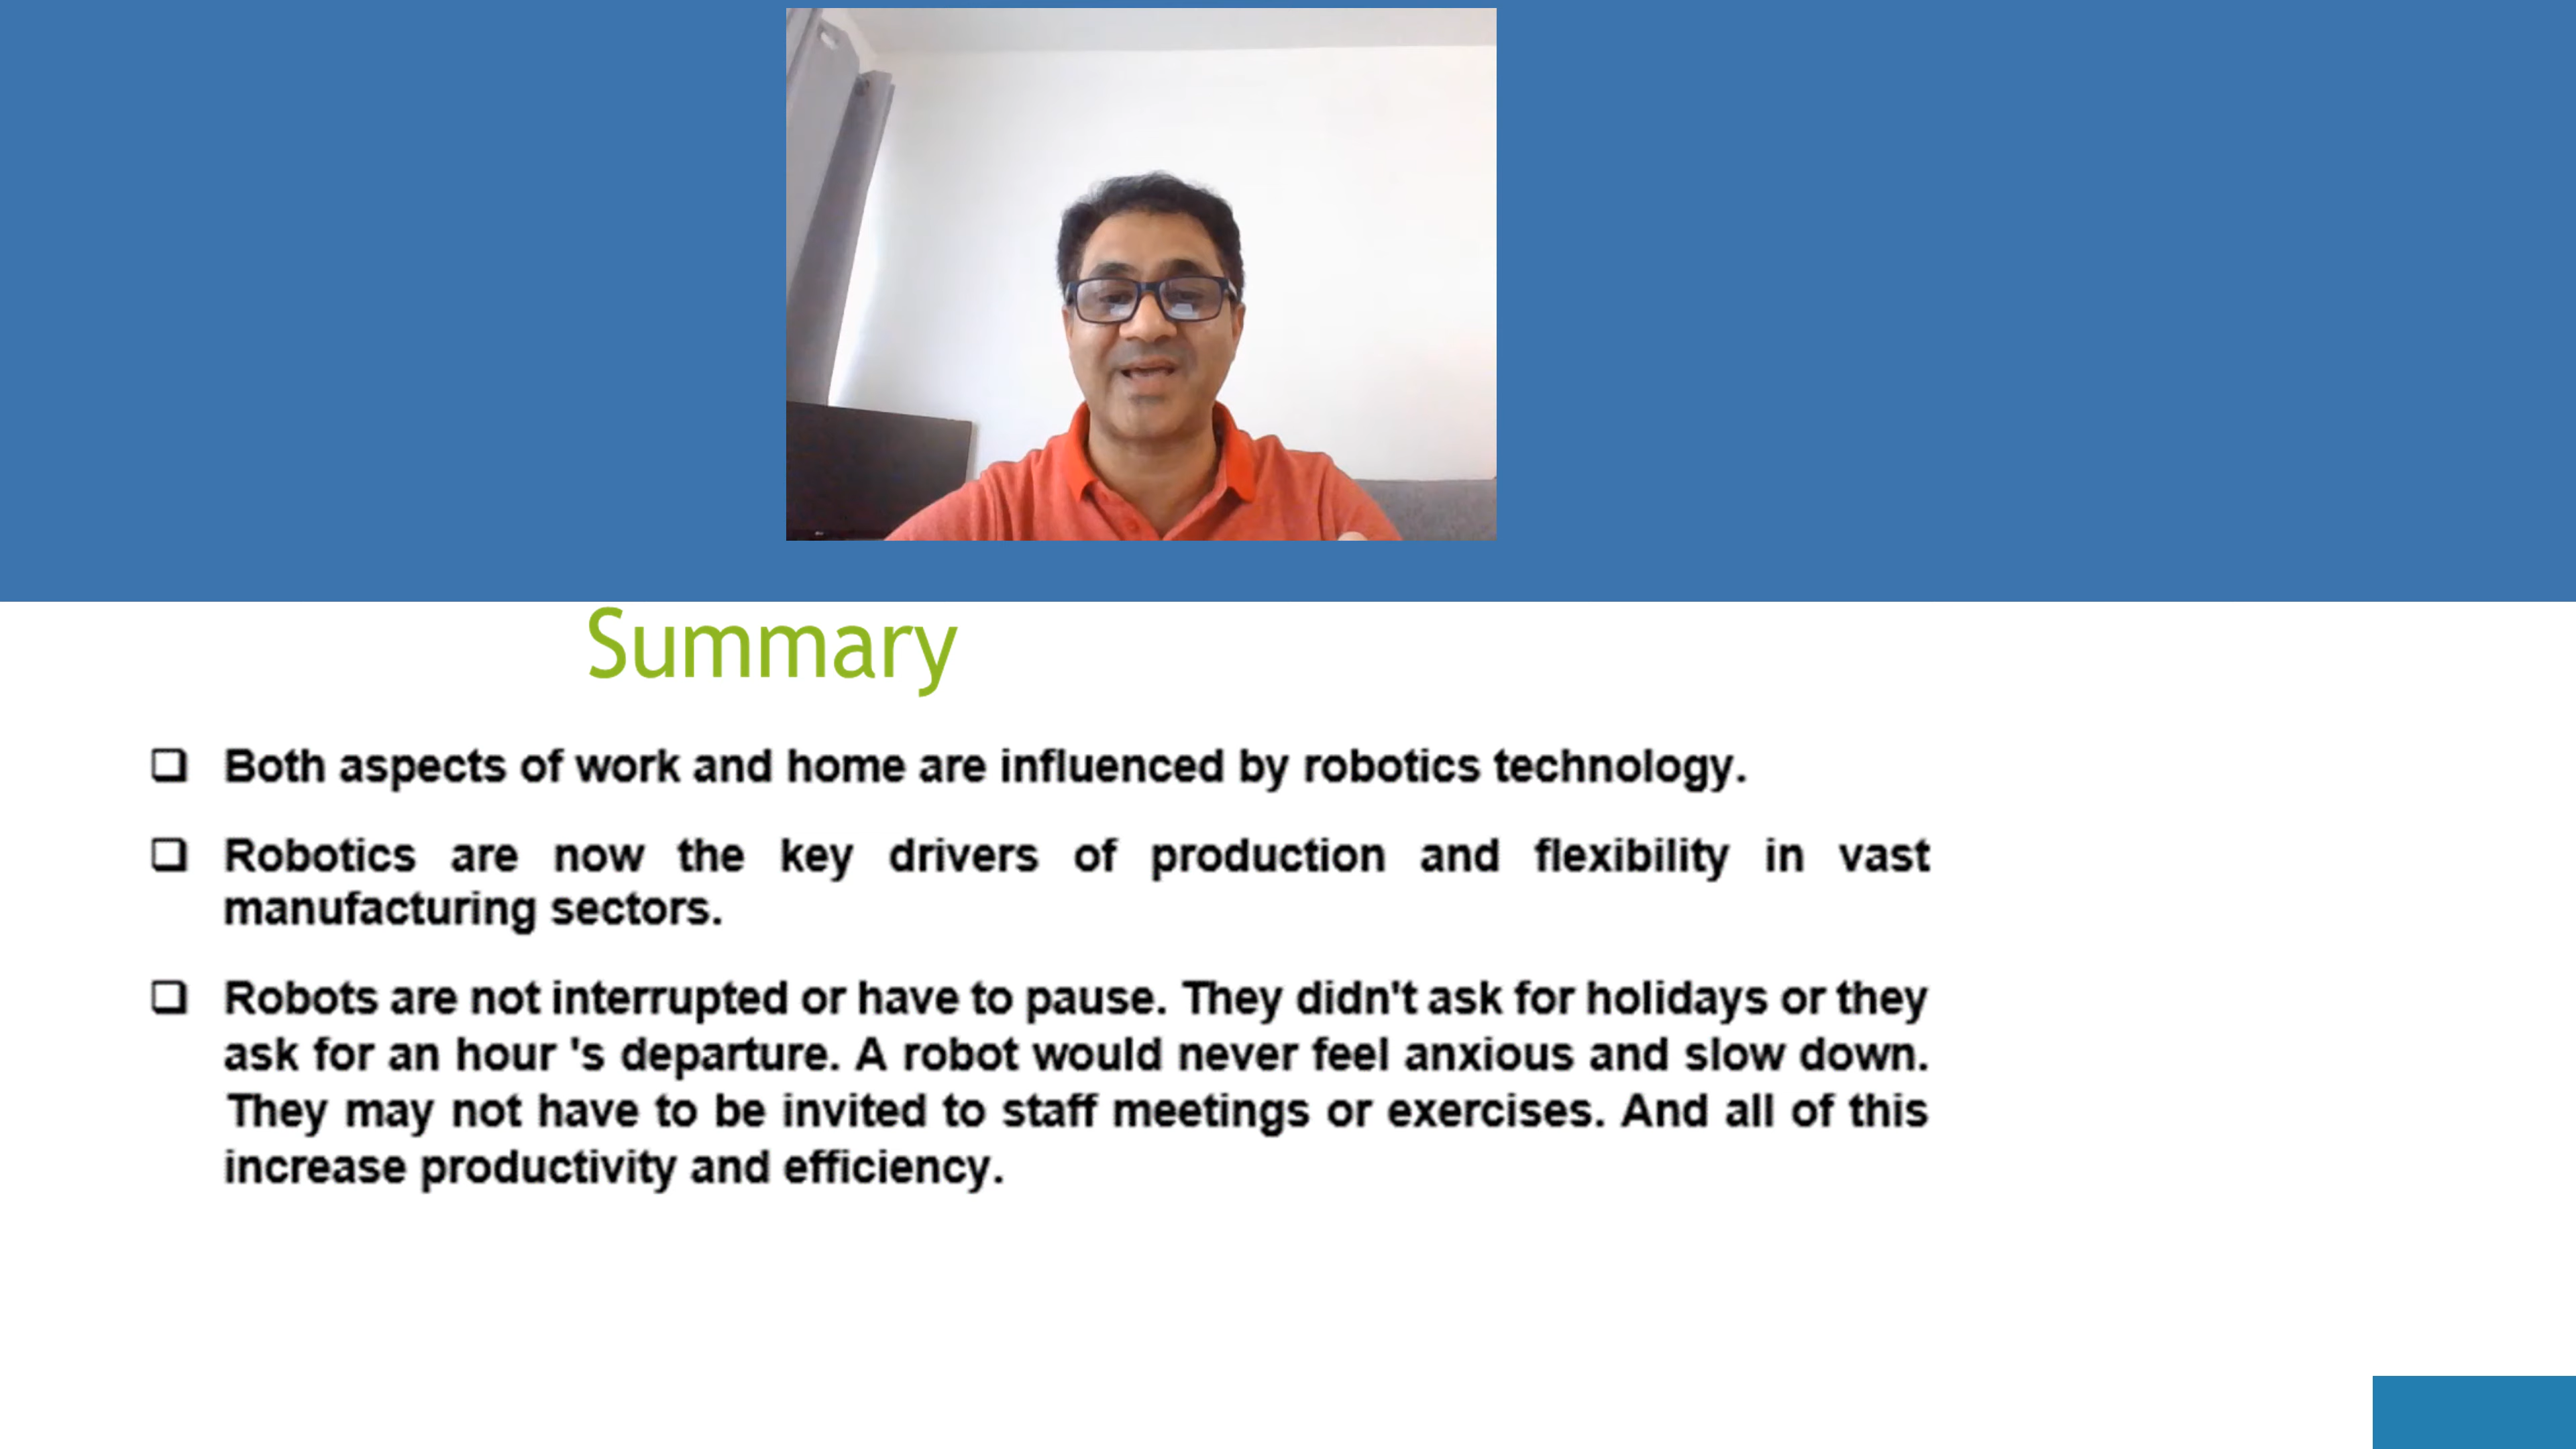 Summary
❑ Both aspects of work and home are influenced by robotics technology.
❑ Robotics are now the key drivers of production and flexibility in vast
manufacturing sectors.
❑ Robots are not interrupted or have to pause. They didn't ask for holidays or they
ask for an hour 's departure. A robot would never feel anxious and slow down.
They may not have to be invited to staff meetings or exercises. And all of this
increase productivity and efficiency.